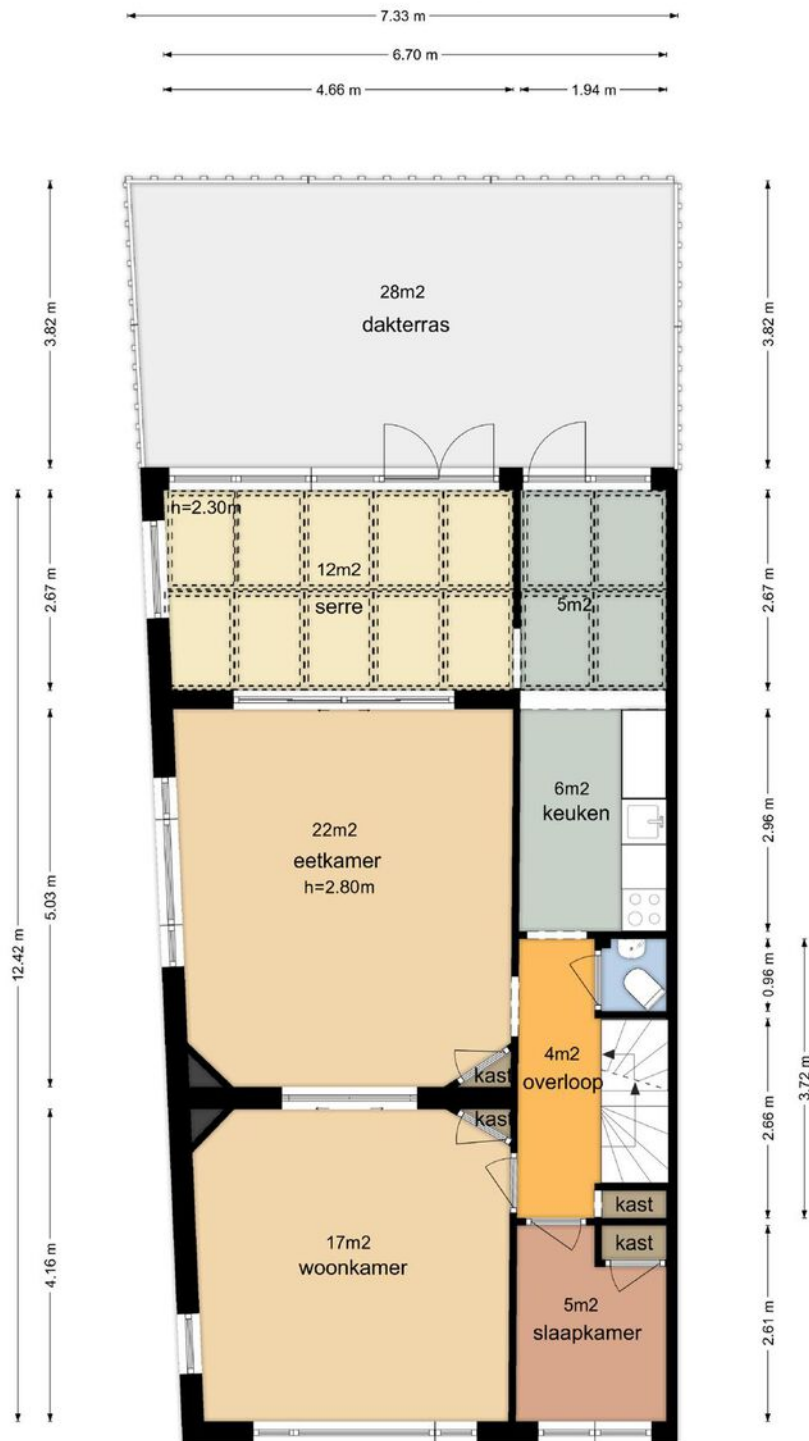 7.33 m
6.70 m
4.66 m
1.94 m
3.82 m
28m2
dakterras
3.82 m
h=2.30m
12m2
serre
5m2
2.67 m
2.67 m
22m2
eetkamer
h=2.80m
6m2
keuken
5.03 m
2.96 m
12.42 m
0.96 m
kast
4m2
overloop
kast
2.66 m
3.72 m
kast
17m2
woonkamer
kast
4.16 m
5m2
slaapkamer
2.61 m